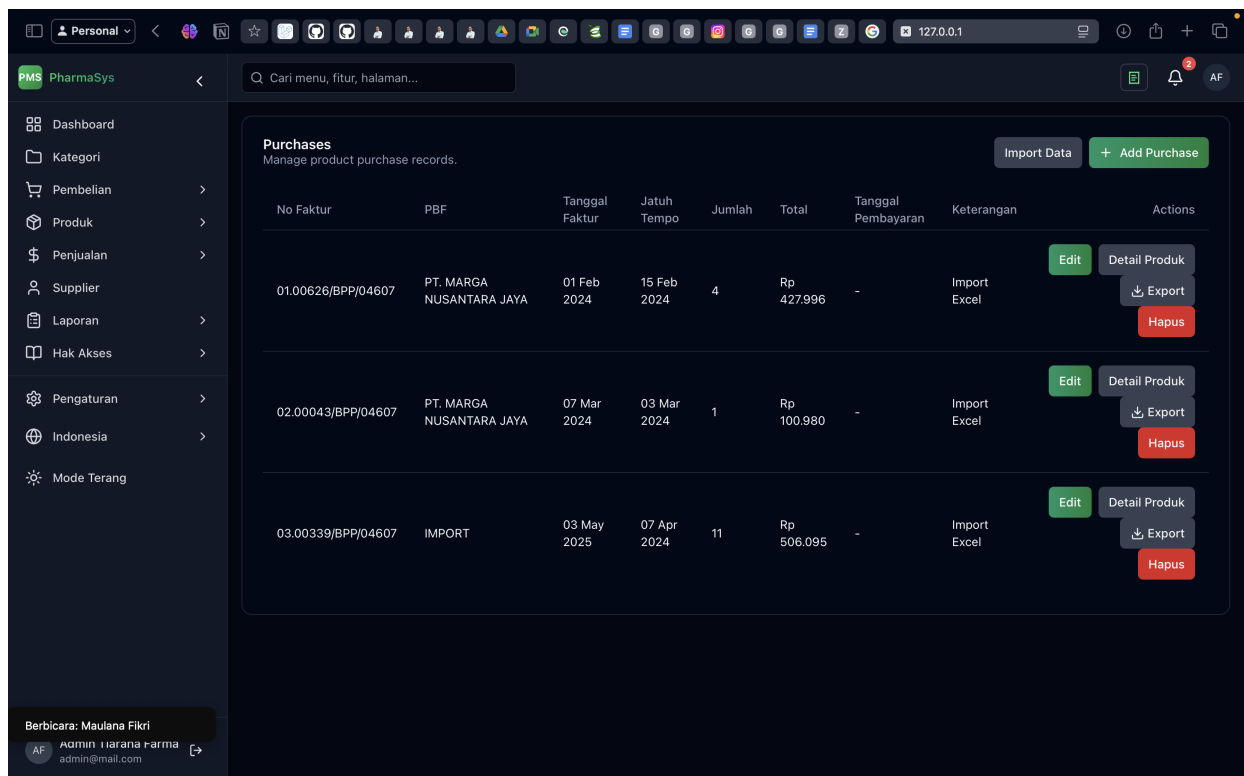 Personal
G
G
G
G
Z
G
127.0.0.1
PMS PharmaSys
Cari menu, fitur, halaman...
2
AF
Dashboard
Kategori
Pembelian
Produk
Penjualan
Supplier
Laporan
Hak Akses
Pengaturan
Indonesia
Mode Terang
Berbicara: Maulana Fikri
AF
Admin Tiarana Farma
admin@mail.com
Purchases
Manage product purchase records.
Import Data
+ Add Purchase
No Faktur
PBF
Tanggal
Faktur
Jatuh
Tempo
Jumlah
Total
Tanggal
Pembayaran
Keterangan
Actions
01.00626/BPP/04607
PT. MARGA
NUSANTARA JAYA
01 Feb
2024
15 Feb
2024
4
Rp
427.996
-
Import
Excel
Edit
Detail Produk
Export
Hapus
02.00043/BPP/04607
PT. MARGA
NUSANTARA JAYA
07 Mar
2024
03 Mar
2024
1
Rp
100.980
-
Import
Excel
Edit
Detail Produk
Export
Hapus
03.00339/BPP/04607
IMPORT
03 May
2025
07 Apr
2024
11
Rp
506.095
-
Import
Excel
Edit
Detail Produk
Export
Hapus